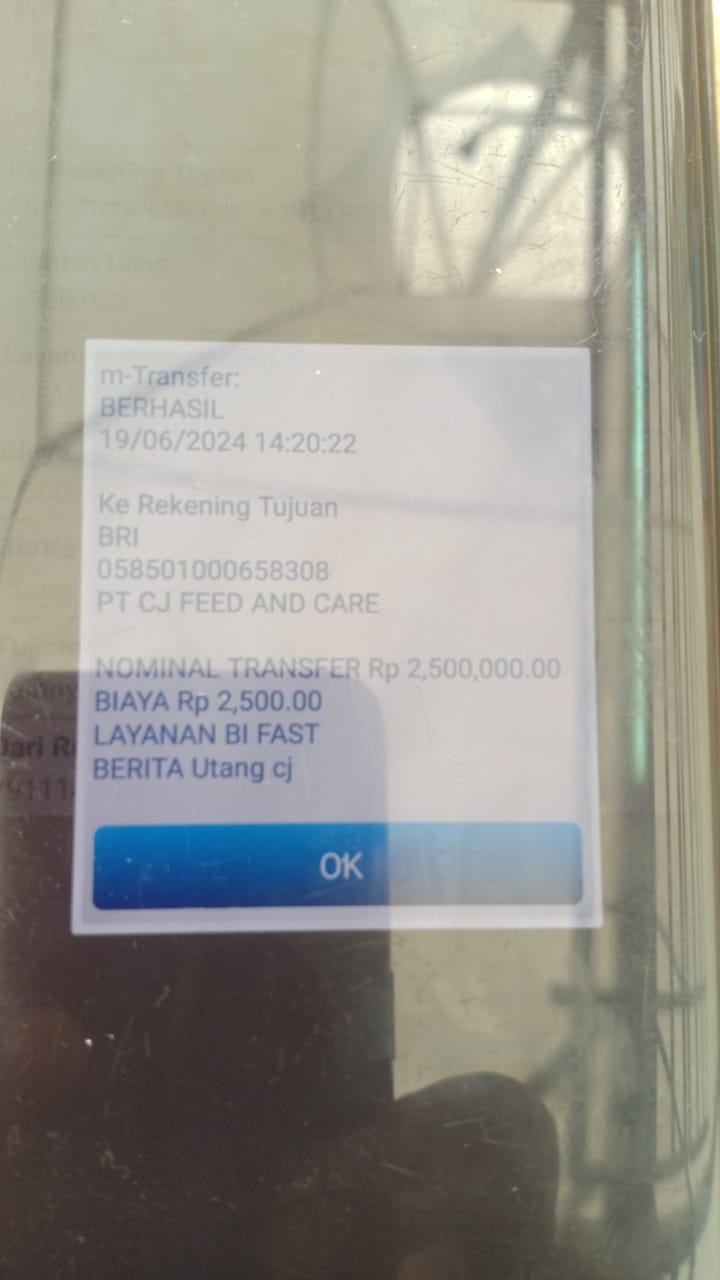 m-Transfer:
BERHASIL
19/06/2024 14:20:22
Ke Rekening Tujuan
BRI
058501000658308
PT CJ FEED AND CARE
NOMINAL TRANSFER Rp 2,500,000.00
BIAYA Rp 2,500.00
LAYANAN BI FAST
BERITA Utang cj
OK